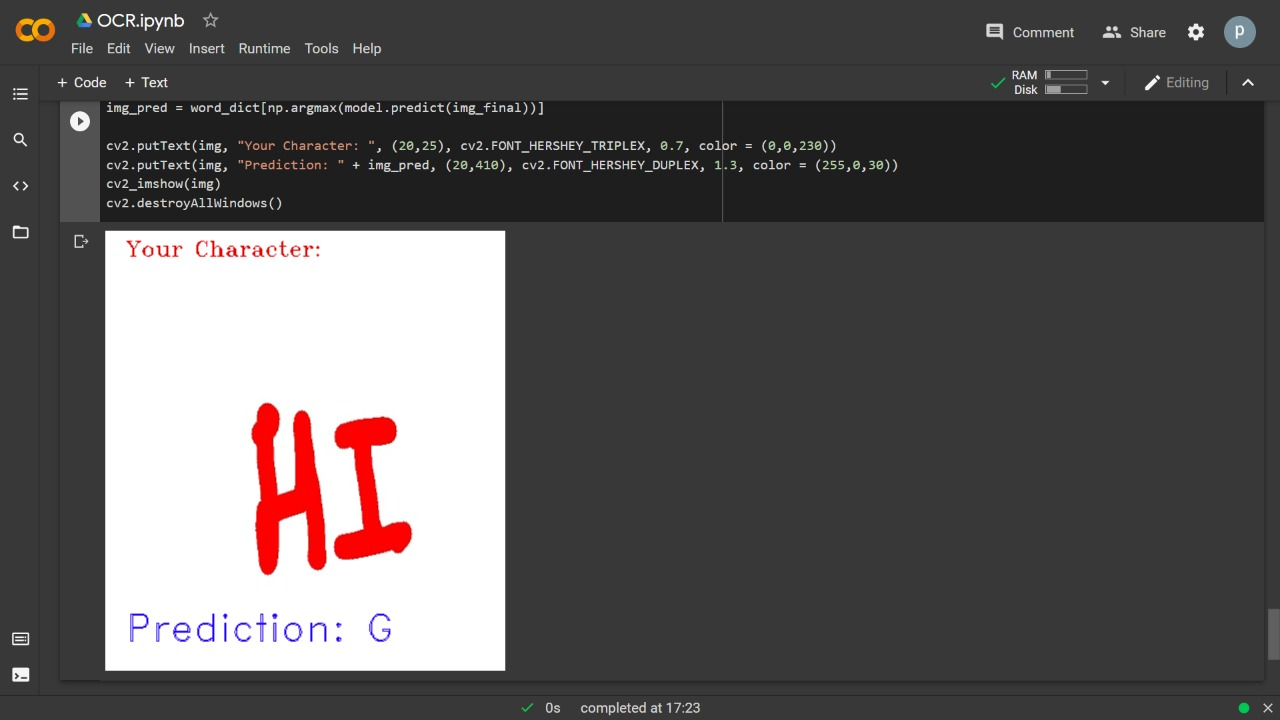 OCR.ipynb
File Edit View Insert Runtime Tools Help
Comment Share p
+ Code + Text
RAM
Disk
Editing
img_pred = word_dict[np.argmax(model.predict(img_final))]
cv2.putText(img, "Your Character: ", (20,25), cv2.FONT_HERSHEY_TRIPLEX, 0.7, color = (0,0,230))
cv2.putText(img, "Prediction: " + img_pred, (20,410), cv2.FONT_HERSHEY_DUPLEX, 1.3, color = (255,0,30))
cv2_imshow(img)
cv2.destroyAllWindows()
Your Character:
HI
Prediction: G
0s completed at 17:23